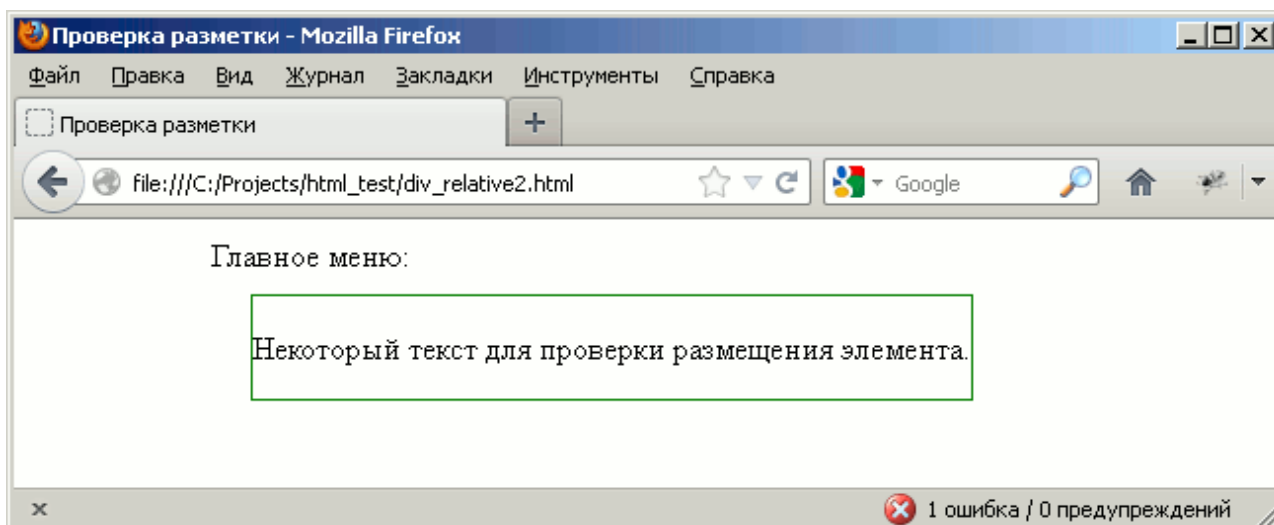 Проверка разметки - Mozilla Firefox
Файл Правка Вид Журнал Закладки Инструменты Справка
Проверка разметки
file:///C:/Projects/html_test/div_relative2.html Google
Главное меню:
Некоторый текст для проверки размещения элемента.
1 ошибка / 0 предупреждений